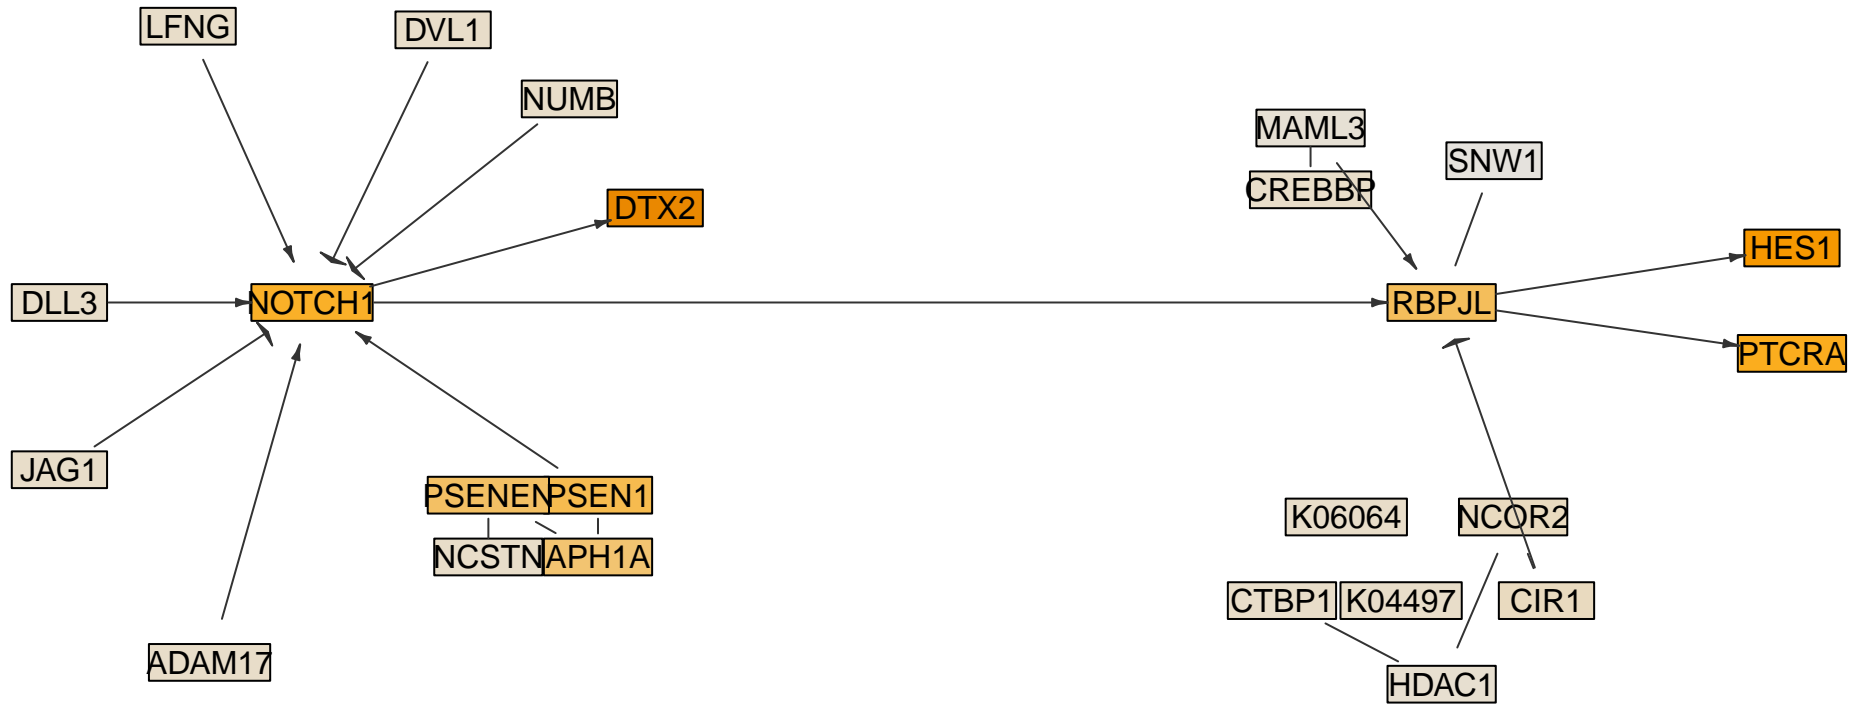 LFNG
DVL1
NUMB
MAML3
SNW1
CREBBP
DTX2
HES1
DLL3
NOTCH1
RBPJL
PTCRA
JAG1
PSENEN
PSEN1
K06064
NCOR2
NCSTN
APH1A
CTBP1
K04497
CIR1
ADAM17
HDAC1